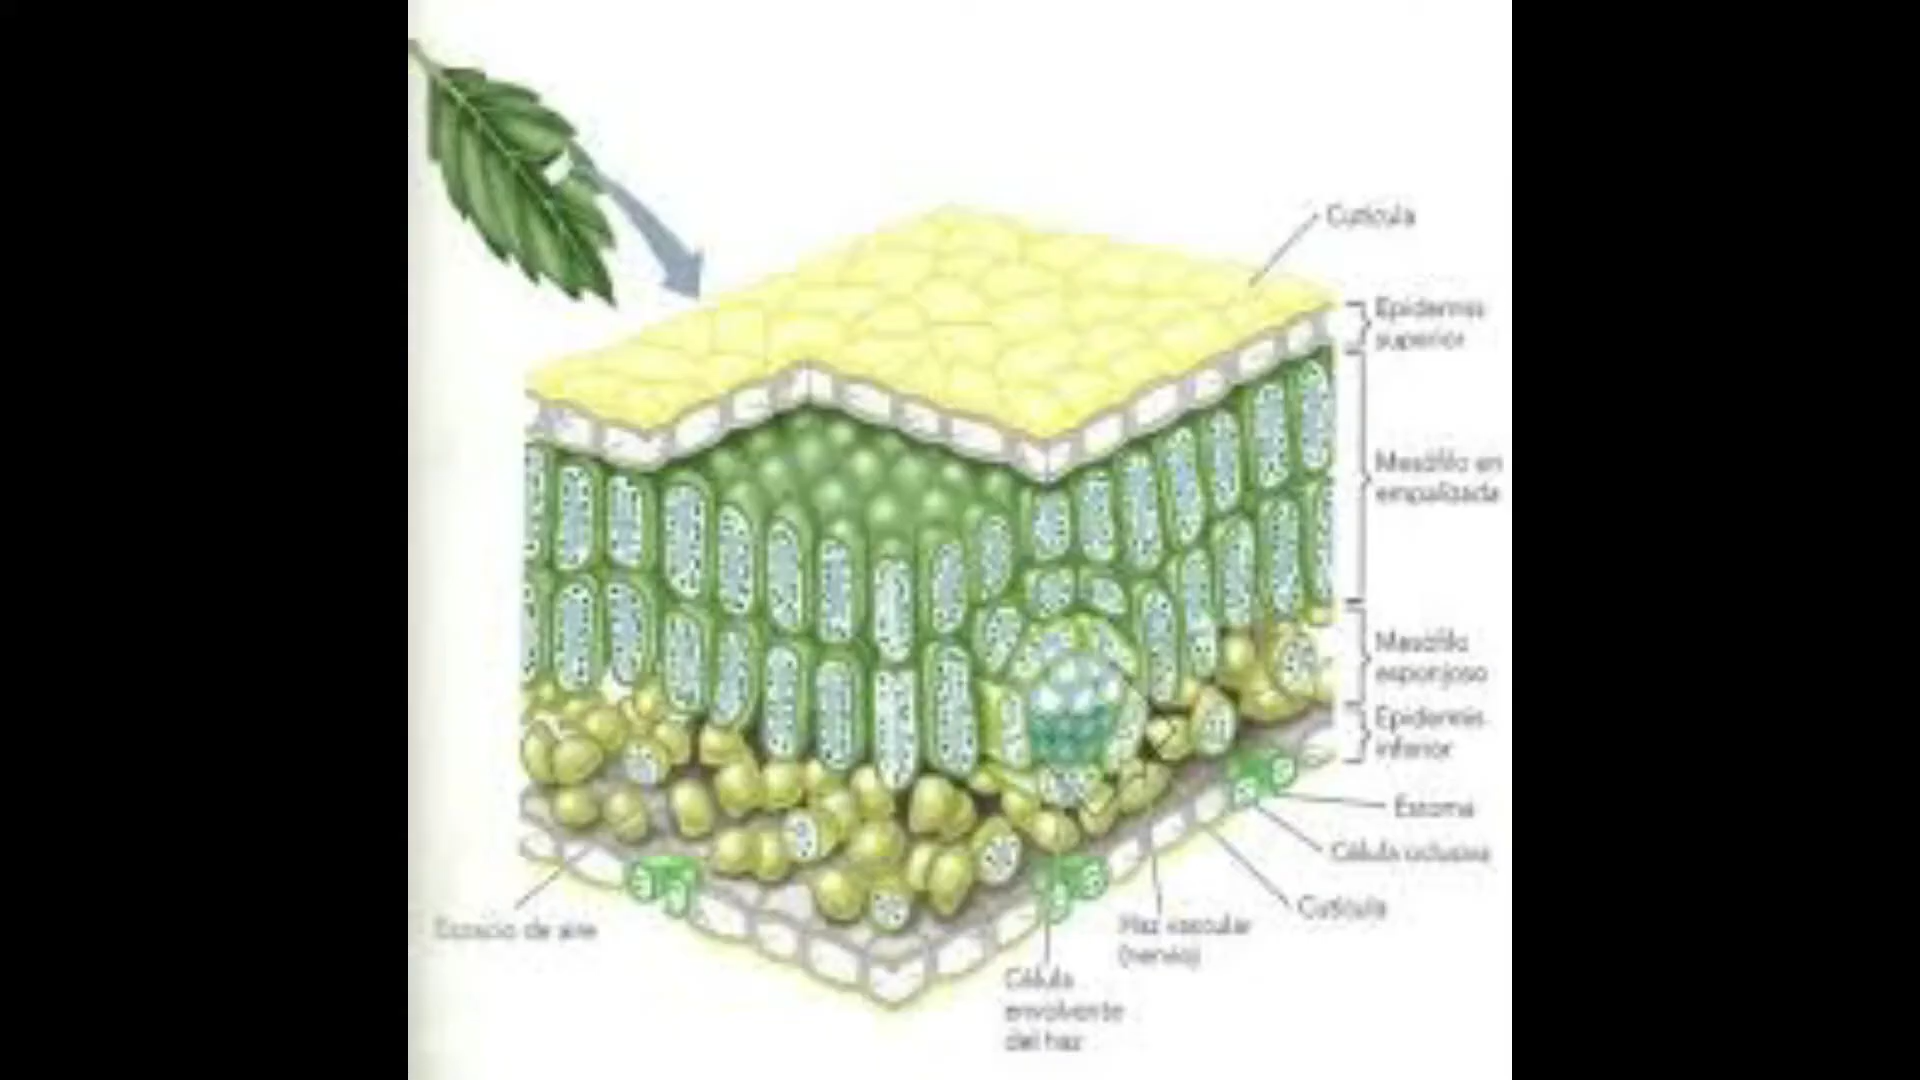 Cutícula
Epidermis
superior
Mesófilo en
empalizada
Mesófilo
esponjoso
Epidermis
inferior
Estoma
Célula oclusiva
Cutícula
Haz vascular
(nervio)
Célula
envolvente
del haz
Espacio de aire